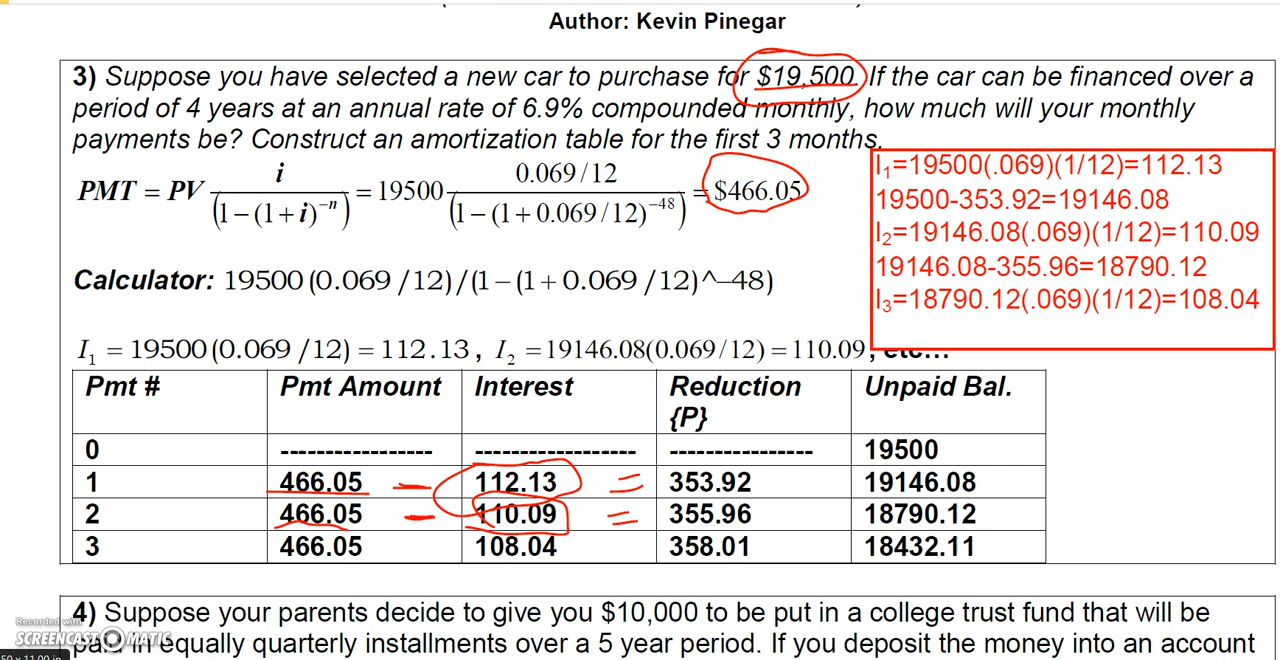 Author: Kevin Pinegar
3) Suppose you have selected a new car to purchase for $19,500. If the car can be financed over a
period of 4 years at an annual rate of 6.9% compounded monthly, how much will your monthly
payments be? Construct an amortization table for the first 3 months.
PMT = PV i / (1 − (1 + i)^−n) = 19500 0.069 / 12 / (1 − (1 + 0.069 / 12)^−48) = $466.05
I₁=19500(.069)(1/12)=112.13
19500-353.92=19146.08
I₂=19146.08(.069)(1/12)=110.09
19146.08-355.96=18790.12
I₃=18790.12(.069)(1/12)=108.04
Calculator: 19500 (0.069 / 12) / (1 − (1 + 0.069 / 12)^−48)
I₁ = 19500 (0.069 / 12) = 112.13 , I₂ = 19146.08(0.069 / 12) = 110.09 , etc…
Pmt # Pmt Amount Interest Reduction {P} Unpaid Bal.
0 ----------------- ------------------ ---------------- 19500
1 466.05 − 112.13 = 353.92 19146.08
2 466.05 − 110.09 = 355.96 18790.12
3 466.05 108.04 358.01 18432.11
4) Suppose your parents decide to give you $10,000 to be put in a college trust fund that will be
paid in equally quarterly installments over a 5 year period. If you deposit the money into an account
Recorded with
SCREENCAST-O-MATIC
50 x 11.00 in